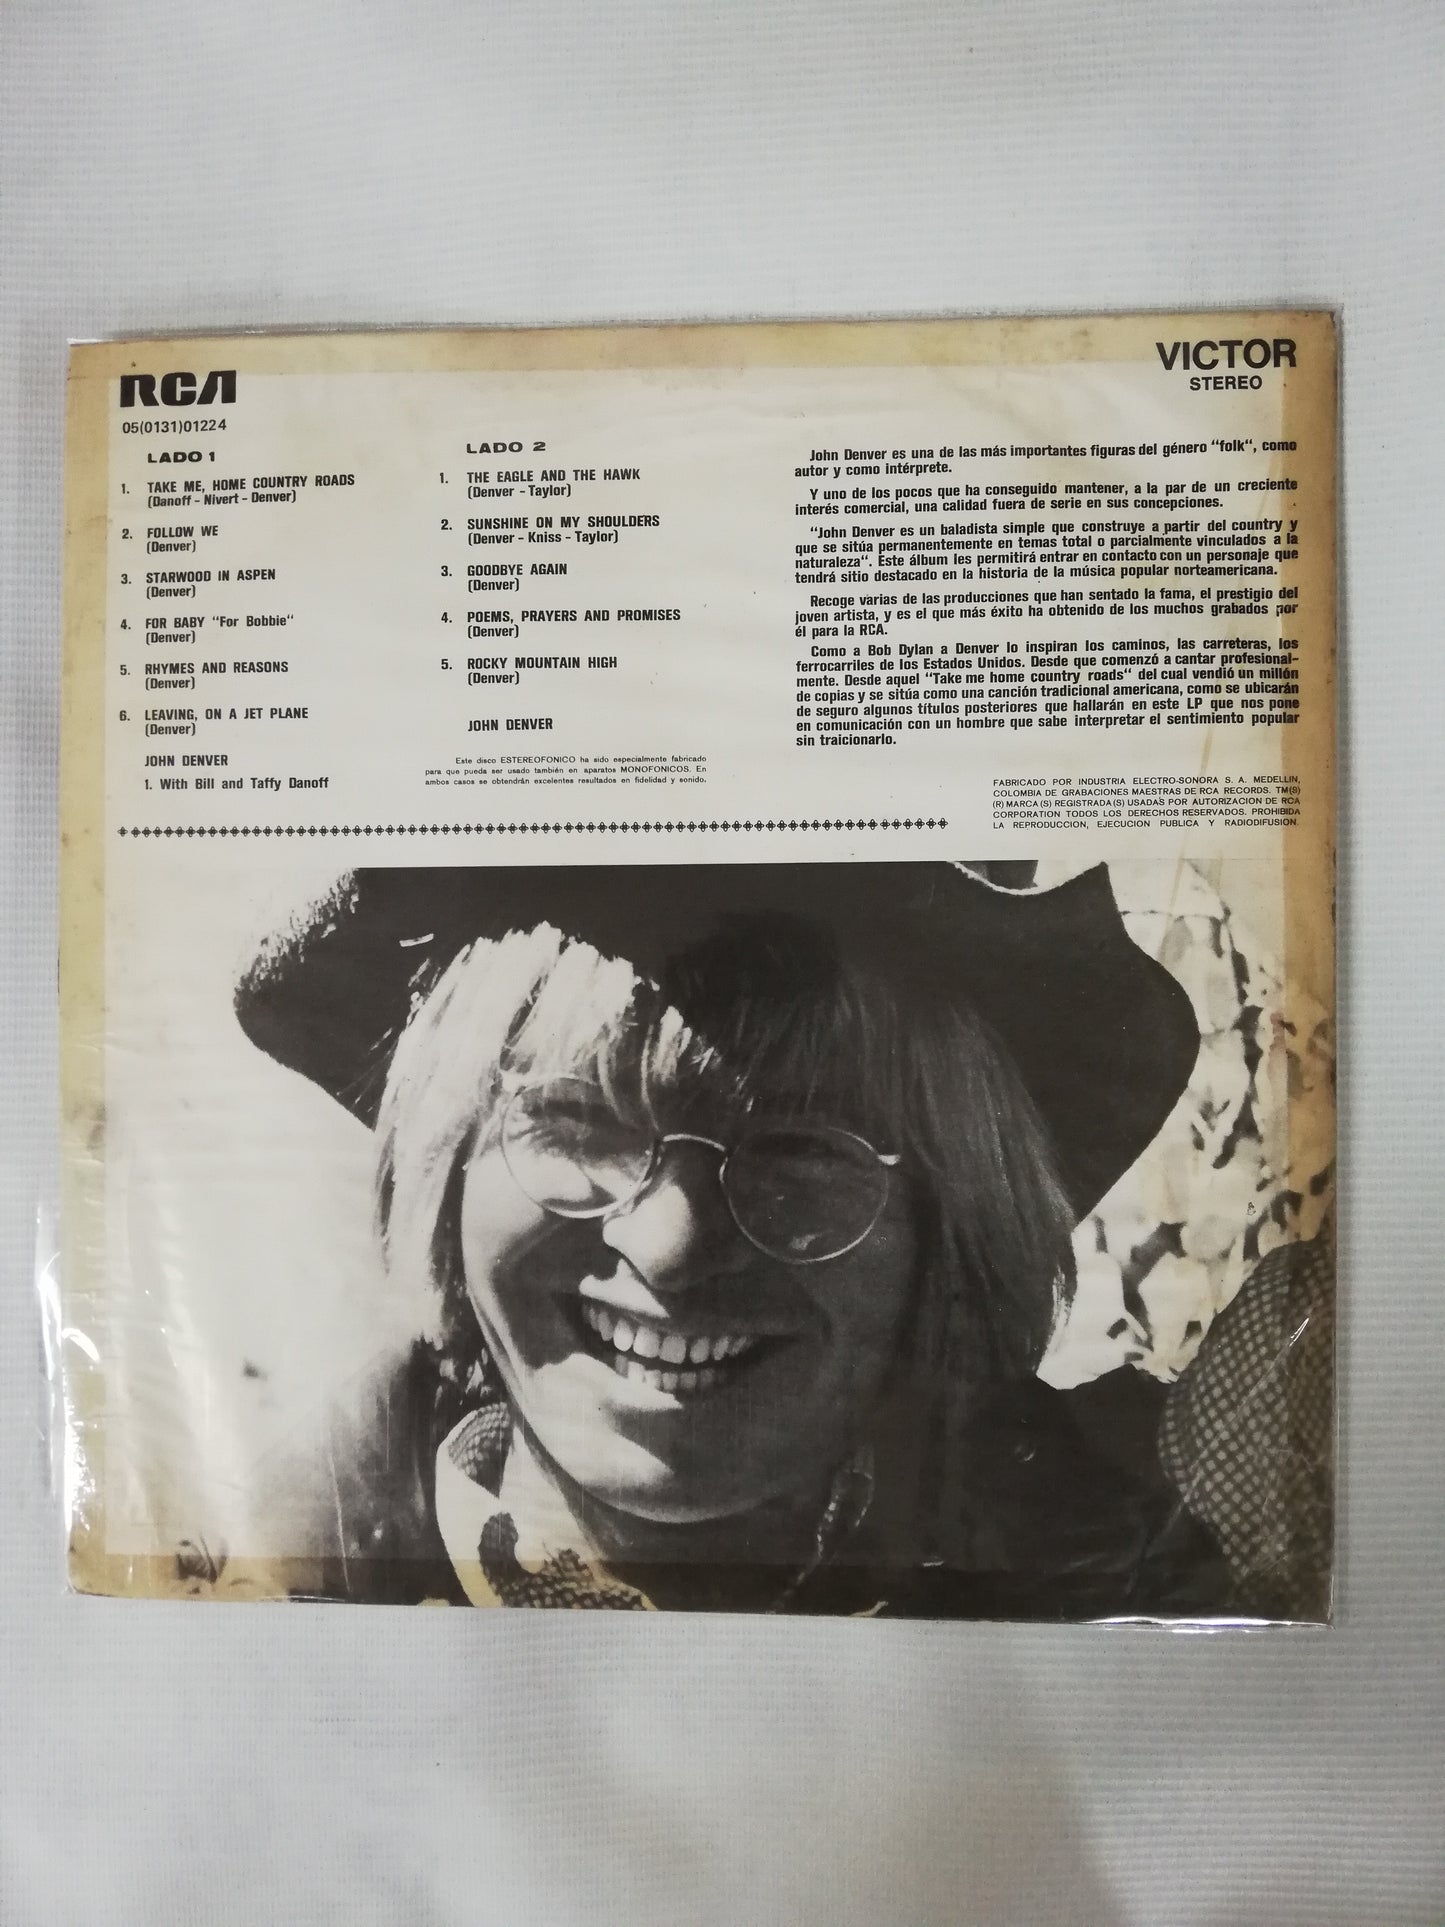 RCA
VICTOR
STEREO
05(0131)01224
LADO 1
1. TAKE ME, HOME COUNTRY ROADS
(Danoff - Nivert - Denver)
2. FOLLOW WE
(Denver)
3. STARWOOD IN ASPEN
(Denver)
4. FOR BABY "For Bobbie"
(Denver)
5. RHYMES AND REASONS
(Denver)
6. LEAVING, ON A JET PLANE
(Denver)
JOHN DENVER
1. With Bill and Taffy Danoff
LADO 2
1. THE EAGLE AND THE HAWK
(Denver - Taylor)
2. SUNSHINE ON MY SHOULDERS
(Denver - Kniss - Taylor)
3. GOODBYE AGAIN
(Denver)
4. POEMS, PRAYERS AND PROMISES
(Denver)
5. ROCKY MOUNTAIN HIGH
(Denver)
JOHN DENVER
Este disco ESTEREOFONICO ha sido especialmente fabricado
para que pueda ser usado también en aparatos MONOFONICOS. En
ambos casos se obtendrán excelentes resultados en fidelidad y sonido.
John Denver es una de las más importantes figuras del género "folk", como
autor y como intérprete.
Y uno de los pocos que ha conseguido mantener, a la par de un creciente
interés comercial, una calidad fuera de serie en sus concepciones.
"John Denver es un baladista simple que construye a partir del country y
que se sitúa permanentemente en temas total o parcialmente vinculados a la
naturaleza". Este álbum les permitirá entrar en contacto con un personaje que
tendrá sitio destacado en la historia de la música popular norteamericana.
Recoge varias de las producciones que han sentado la fama, el prestigio del
joven artista, y es el que más éxito ha obtenido de los muchos grabados por
él para la RCA.
Como a Bob Dylan a Denver lo inspiran los caminos, las carreteras, los
ferrocarriles de los Estados Unidos. Desde que comenzó a cantar profesional-
mente. Desde aquel "Take me home country roads" del cual vendió un millón
de copias y se sitúa como una canción tradicional americana, como se ubicarán
de seguro algunos títulos posteriores que hallarán en este LP que nos pone
en comunicación con un hombre que sabe interpretar el sentimiento popular
sin traicionarlo.
FABRICADO POR INDUSTRIA ELECTRO-SONORA S. A. MEDELLIN,
COLOMBIA DE GRABACIONES MAESTRAS DE RCA RECORDS. TM(S)
(R) MARCA(S) REGISTRADA(S) USADAS POR AUTORIZACION DE RCA
CORPORATION TODOS LOS DERECHOS RESERVADOS. PROHIBIDA
LA REPRODUCCION, EJECUCION PUBLICA Y RADIODIFUSION.